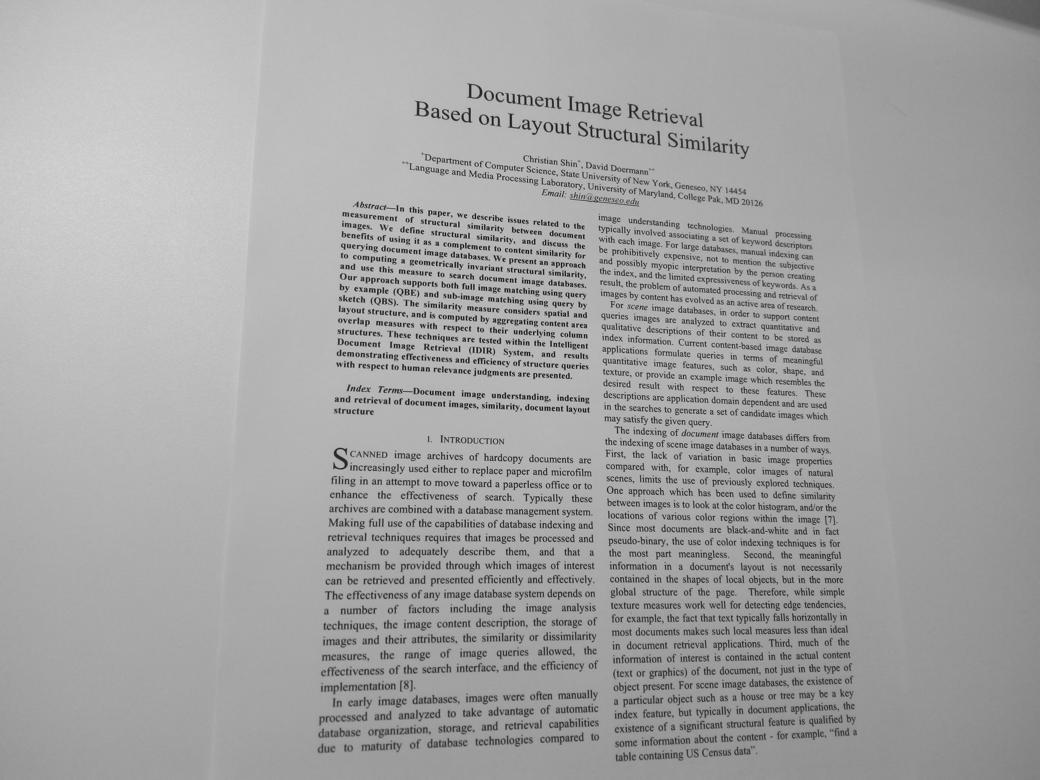 Document Image Retrieval
Based on Layout Structural Similarity
Christian Shin*, David Doermann**
*Department of Computer Science, State University of New York, Geneseo, NY 14454
**Language and Media Processing Laboratory, University of Maryland, College Pak, MD 20126
Email: shin@geneseo.edu
Abstract—In this paper, we describe issues related to the
measurement of structural similarity between document
images. We define structural similarity, and discuss the
benefits of using it as a complement to content similarity for
querying document image databases. We present an approach
to computing a geometrically invariant structural similarity,
and use this measure to search document image databases.
Our approach supports both full image matching using query
by example (QBE) and sub-image matching using query by
sketch (QBS). The similarity measure considers spatial and
layout structure, and is computed by aggregating content area
overlap measures with respect to their underlying column
structures. These techniques are tested within the Intelligent
Document Image Retrieval (IDIR) System, and results
demonstrating effectiveness and efficiency of structure queries
with respect to human relevance judgments are presented.
Index Terms—Document image understanding, indexing
and retrieval of document images, similarity, document layout
structure
I. INTRODUCTION
SCANNED image archives of hardcopy documents are
increasingly used either to replace paper and microfilm
filing in an attempt to move toward a paperless office or to
enhance the effectiveness of search. Typically these
archives are combined with a database management system.
Making full use of the capabilities of database indexing and
retrieval techniques requires that images be processed and
analyzed to adequately describe them, and that a
mechanism be provided through which images of interest
can be retrieved and presented efficiently and effectively.
The effectiveness of any image database system depends on
a number of factors including the image analysis
techniques, the image content description, the storage of
images and their attributes, the similarity or dissimilarity
measures, the range of image queries allowed, the
effectiveness of the search interface, and the efficiency of
implementation [8].
In early image databases, images were often manually
processed and analyzed to take advantage of automatic
database organization, storage, and retrieval capabilities
due to maturity of database technologies compared to
image understanding technologies. Manual processing
typically involved associating a set of keyword descriptors
with each image. For large databases, manual indexing can
be prohibitively expensive, not to mention the subjective
and possibly myopic interpretation by the person creating
the index, and the limited expressiveness of keywords. As a
result, the problem of automated processing and retrieval of
images by content has evolved as an active area of research.
For scene image databases, in order to support content
queries images are analyzed to extract quantitative and
qualitative descriptions of their content to be stored as
index information. Current content-based image database
applications formulate queries in terms of meaningful
quantitative image features, such as color, shape, and
texture, or provide an example image which resembles the
desired result with respect to these features. These
descriptions are application domain dependent and are used
in the searches to generate a set of candidate images which
may satisfy the given query.
The indexing of document image databases differs from
the indexing of scene image databases in a number of ways.
First, the lack of variation in basic image properties
compared with, for example, color images of natural
scenes, limits the use of previously explored techniques.
One approach which has been used to define similarity
between images is to look at the color histogram, and/or the
locations of various color regions within the image [7].
Since most documents are black-and-white and in fact
pseudo-binary, the use of color indexing techniques is for
the most part meaningless. Second, the meaningful
information in a document's layout is not necessarily
contained in the shapes of local objects, but in the more
global structure of the page. Therefore, while simple
texture measures work well for detecting edge tendencies,
for example, the fact that text typically falls horizontally in
most documents makes such local measures less than ideal
in document retrieval applications. Third, much of the
information of interest is contained in the actual content
(text or graphics) of the document, not just in the type of
object present. For scene image databases, the existence of
a particular object such as a house or tree may be a key
index feature, but typically in document applications, the
existence of a significant structural feature is qualified by
some information about the content - for example, “find a
table containing US Census data”.